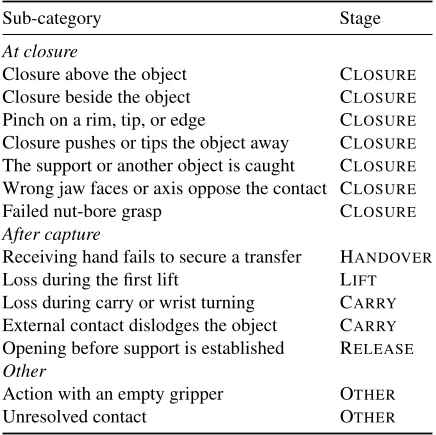 Sub-category Stage
At closure
Closure above the object CLOSURE
Closure beside the object CLOSURE
Pinch on a rim, tip, or edge CLOSURE
Closure pushes or tips the object away CLOSURE
The support or another object is caught CLOSURE
Wrong jaw faces or axis oppose the contact CLOSURE
Failed nut-bore grasp CLOSURE
After capture
Receiving hand fails to secure a transfer HANDOVER
Loss during the first lift LIFT
Loss during carry or wrist turning CARRY
External contact dislodges the object CARRY
Opening before support is established RELEASE
Other
Action with an empty gripper OTHER
Unresolved contact OTHER